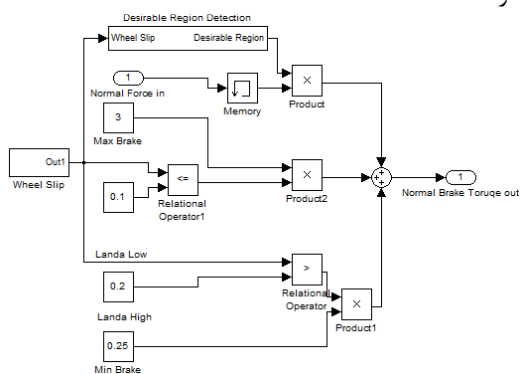 Desirable Region Detection
Wheel Slip
Desirable Region
1
Normal Force in
Memory
×
Product
3
Max Brake
Out1
Wheel Slip
0.1
<=
Relational
Operator1
×
Product2
+
+
+
1
Normal Brake Toruqe out
Landa Low
0.2
>
Relational
Operator
Landa High
×
Product1
0.25
Min Brake